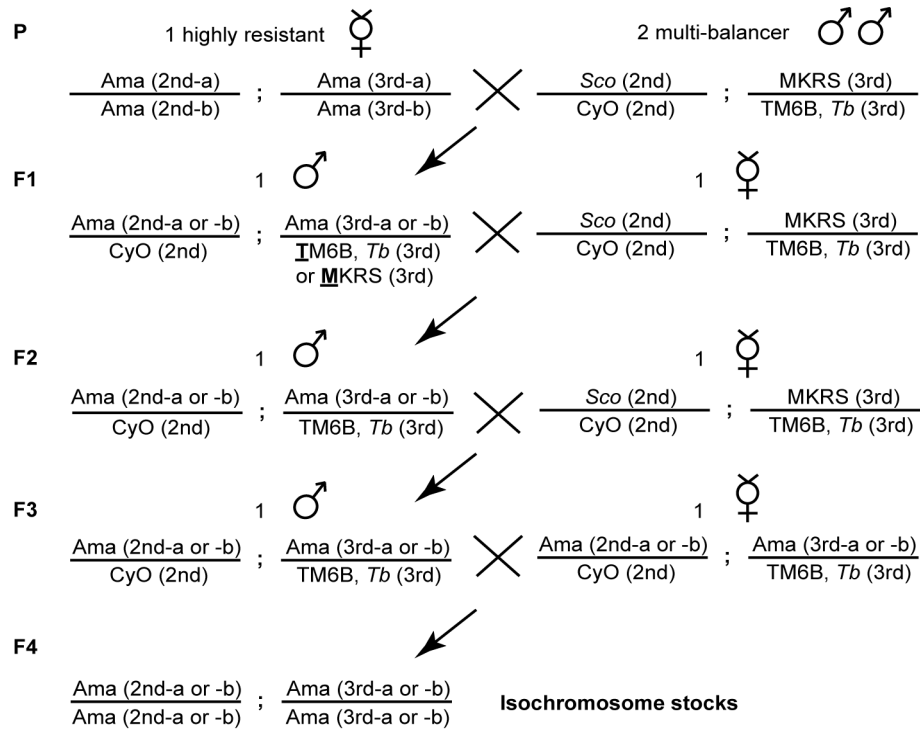 P
1 highly resistant
2 multi-balancer
Ama (2nd-a) ; Ama (3rd-a) Sco (2nd) ; MKRS (3rd)
Ama (2nd-b) Ama (3rd-b) CyO (2nd) TM6B, Tb (3rd)
F1
1 1
Ama (2nd-a or -b) ; Ama (3rd-a or -b) Sco (2nd) ; MKRS (3rd)
CyO (2nd) TM6B, Tb (3rd) CyO (2nd) TM6B, Tb (3rd)
or MKRS (3rd)
F2
1 1
Ama (2nd-a or -b) ; Ama (3rd-a or -b) Sco (2nd) ; MKRS (3rd)
CyO (2nd) TM6B, Tb (3rd) CyO (2nd) TM6B, Tb (3rd)
F3
1 1
Ama (2nd-a or -b) ; Ama (3rd-a or -b) Ama (2nd-a or -b) ; Ama (3rd-a or -b)
CyO (2nd) TM6B, Tb (3rd) CyO (2nd) TM6B, Tb (3rd)
F4
Ama (2nd-a or -b) ; Ama (3rd-a or -b)
Ama (2nd-a or -b) Ama (3rd-a or -b)
Isochromosome stocks